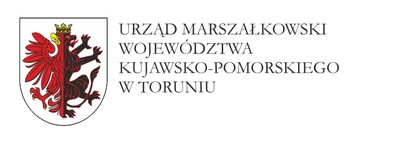 URZĄD MARSZAŁKOWSKI
WOJEWÓDZTWA
KUJAWSKO-POMORSKIEGO
W TORUNIU